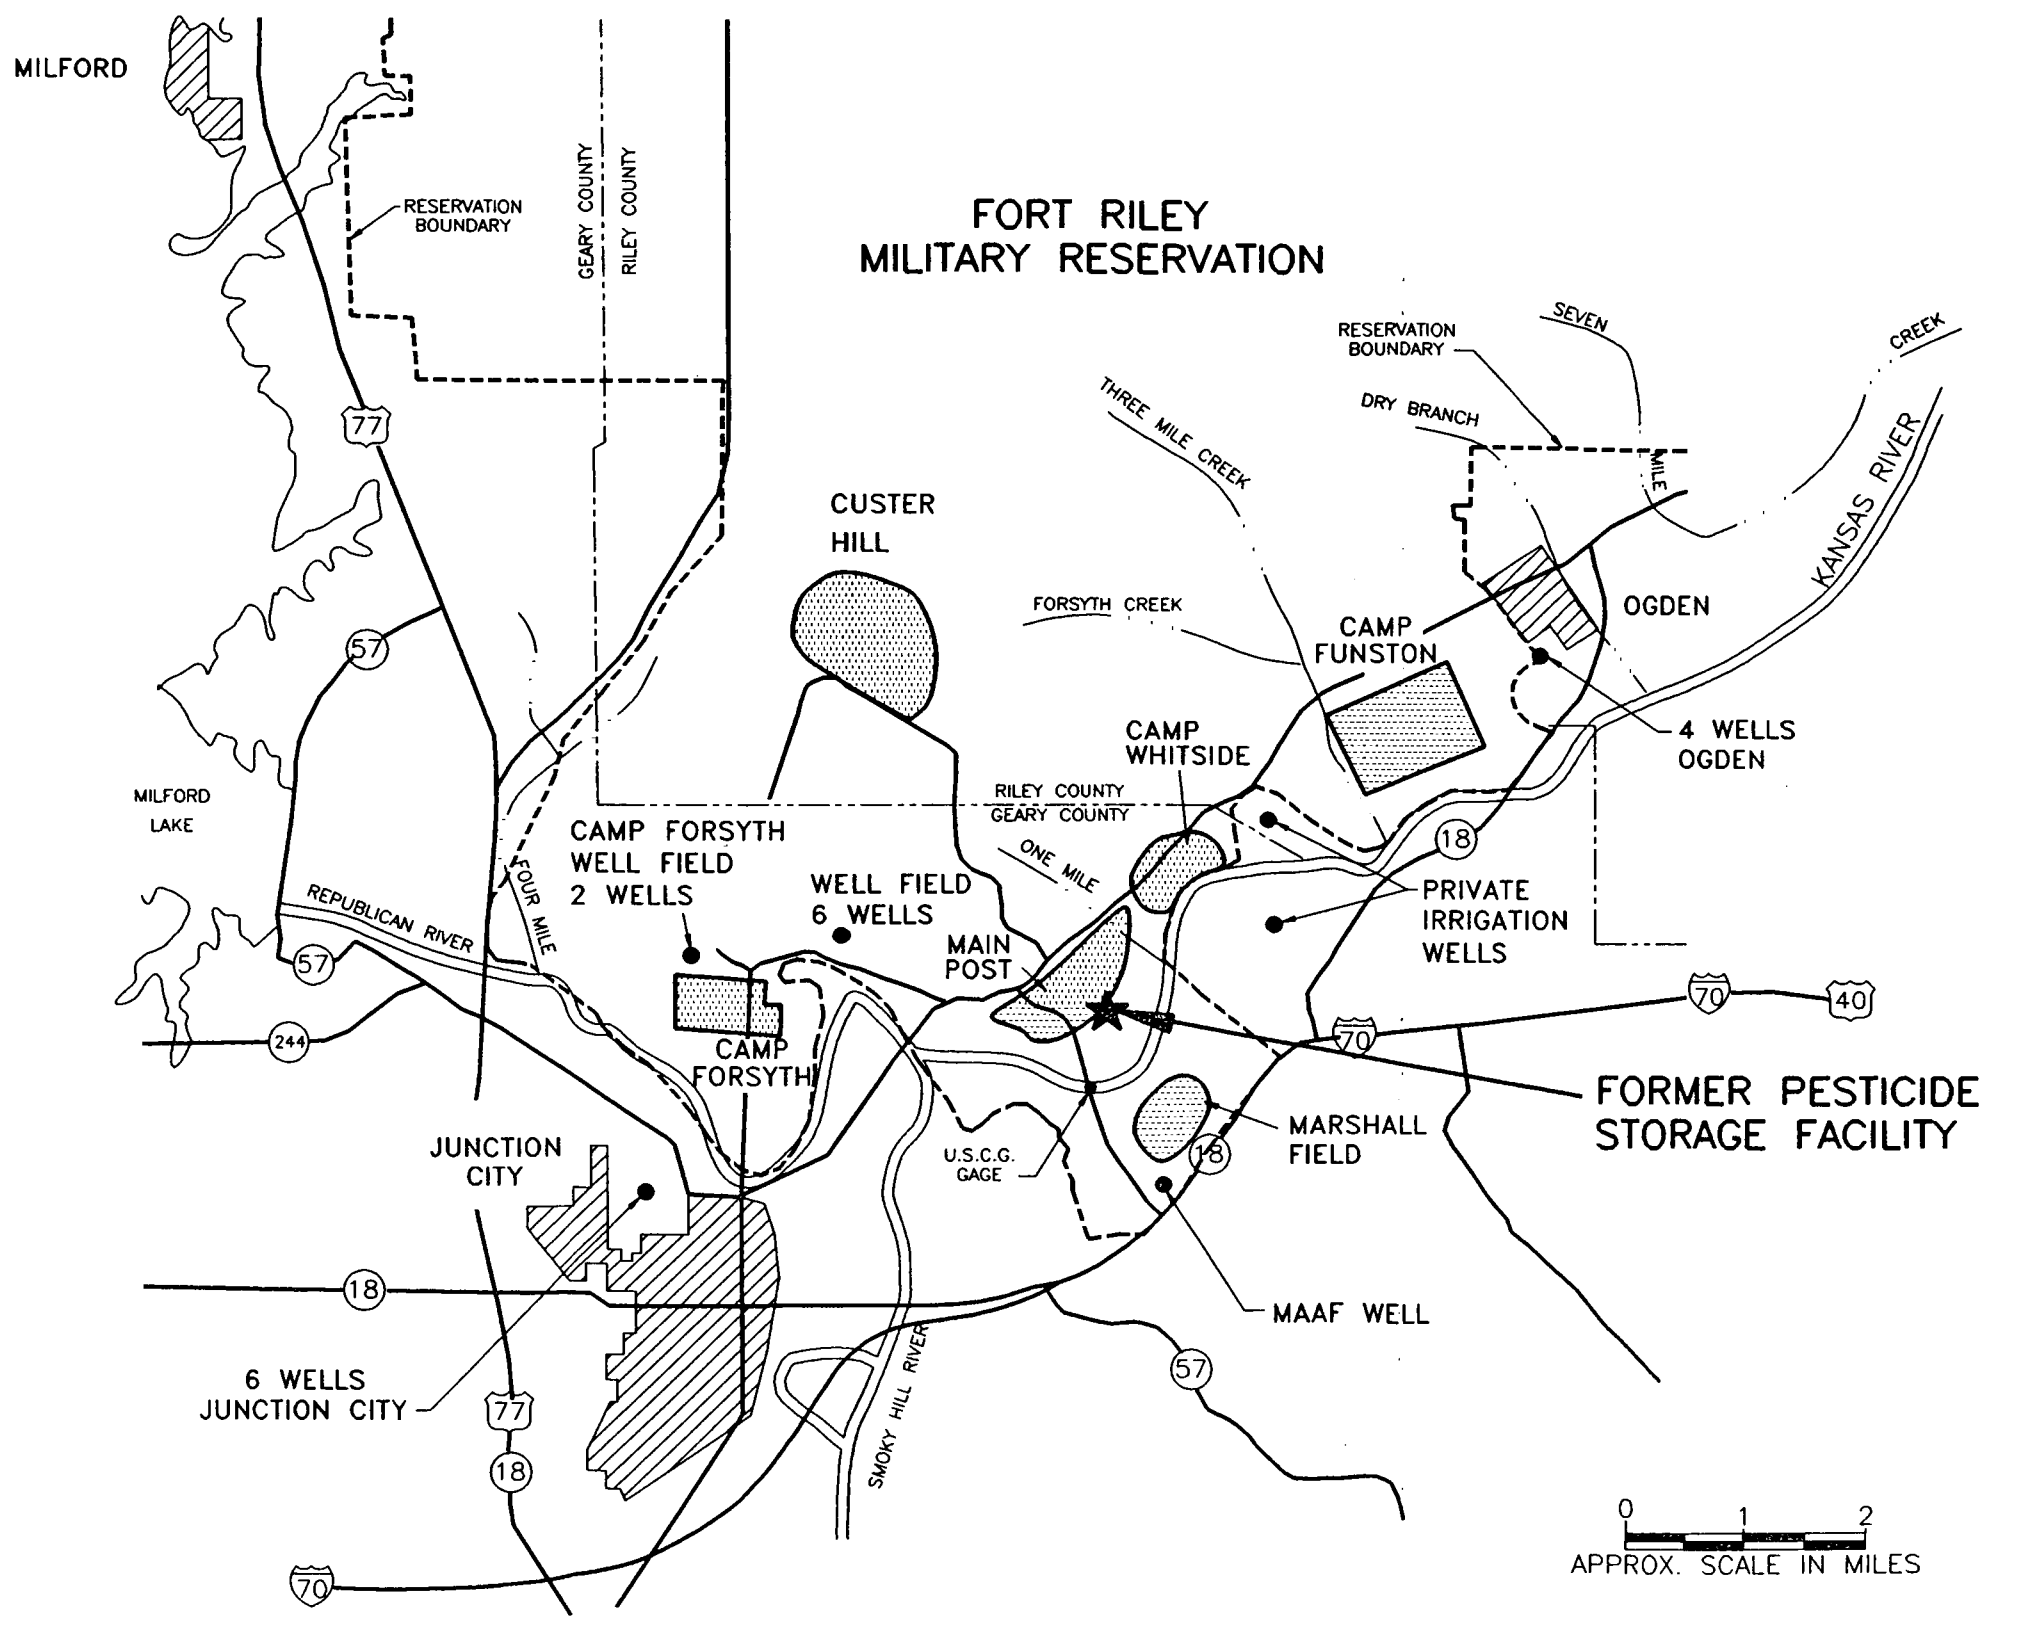 MILFORD
RESERVATION
BOUNDARY
GEARY COUNTY
RILEY COUNTY
FORT RILEY
MILITARY RESERVATION
RESERVATION
BOUNDARY
SEVEN
MILE
CREEK
THREE MILE CREEK
DRY BRANCH
KANSAS RIVER
77
CUSTER
HILL
FORSYTH CREEK
CAMP
FUNSTON
OGDEN
57
CAMP
WHITSIDE
4 WELLS
OGDEN
MILFORD
LAKE
RILEY COUNTY
GEARY COUNTY
CAMP FORSYTH
WELL FIELD
2 WELLS
ONE MILE
18
WELL FIELD
6 WELLS
FOUR MILE
REPUBLICAN RIVER
PRIVATE
IRRIGATION
WELLS
MAIN
POST
57
70
40
244
70
CAMP
FORSYTH
FORMER PESTICIDE
STORAGE FACILITY
MARSHALL
FIELD
18
U.S.C.G.
GAGE
JUNCTION
CITY
18
MAAF WELL
6 WELLS
JUNCTION CITY
57
77
SMOKY HILL RIVER
18
70
0 1 2
APPROX. SCALE IN MILES